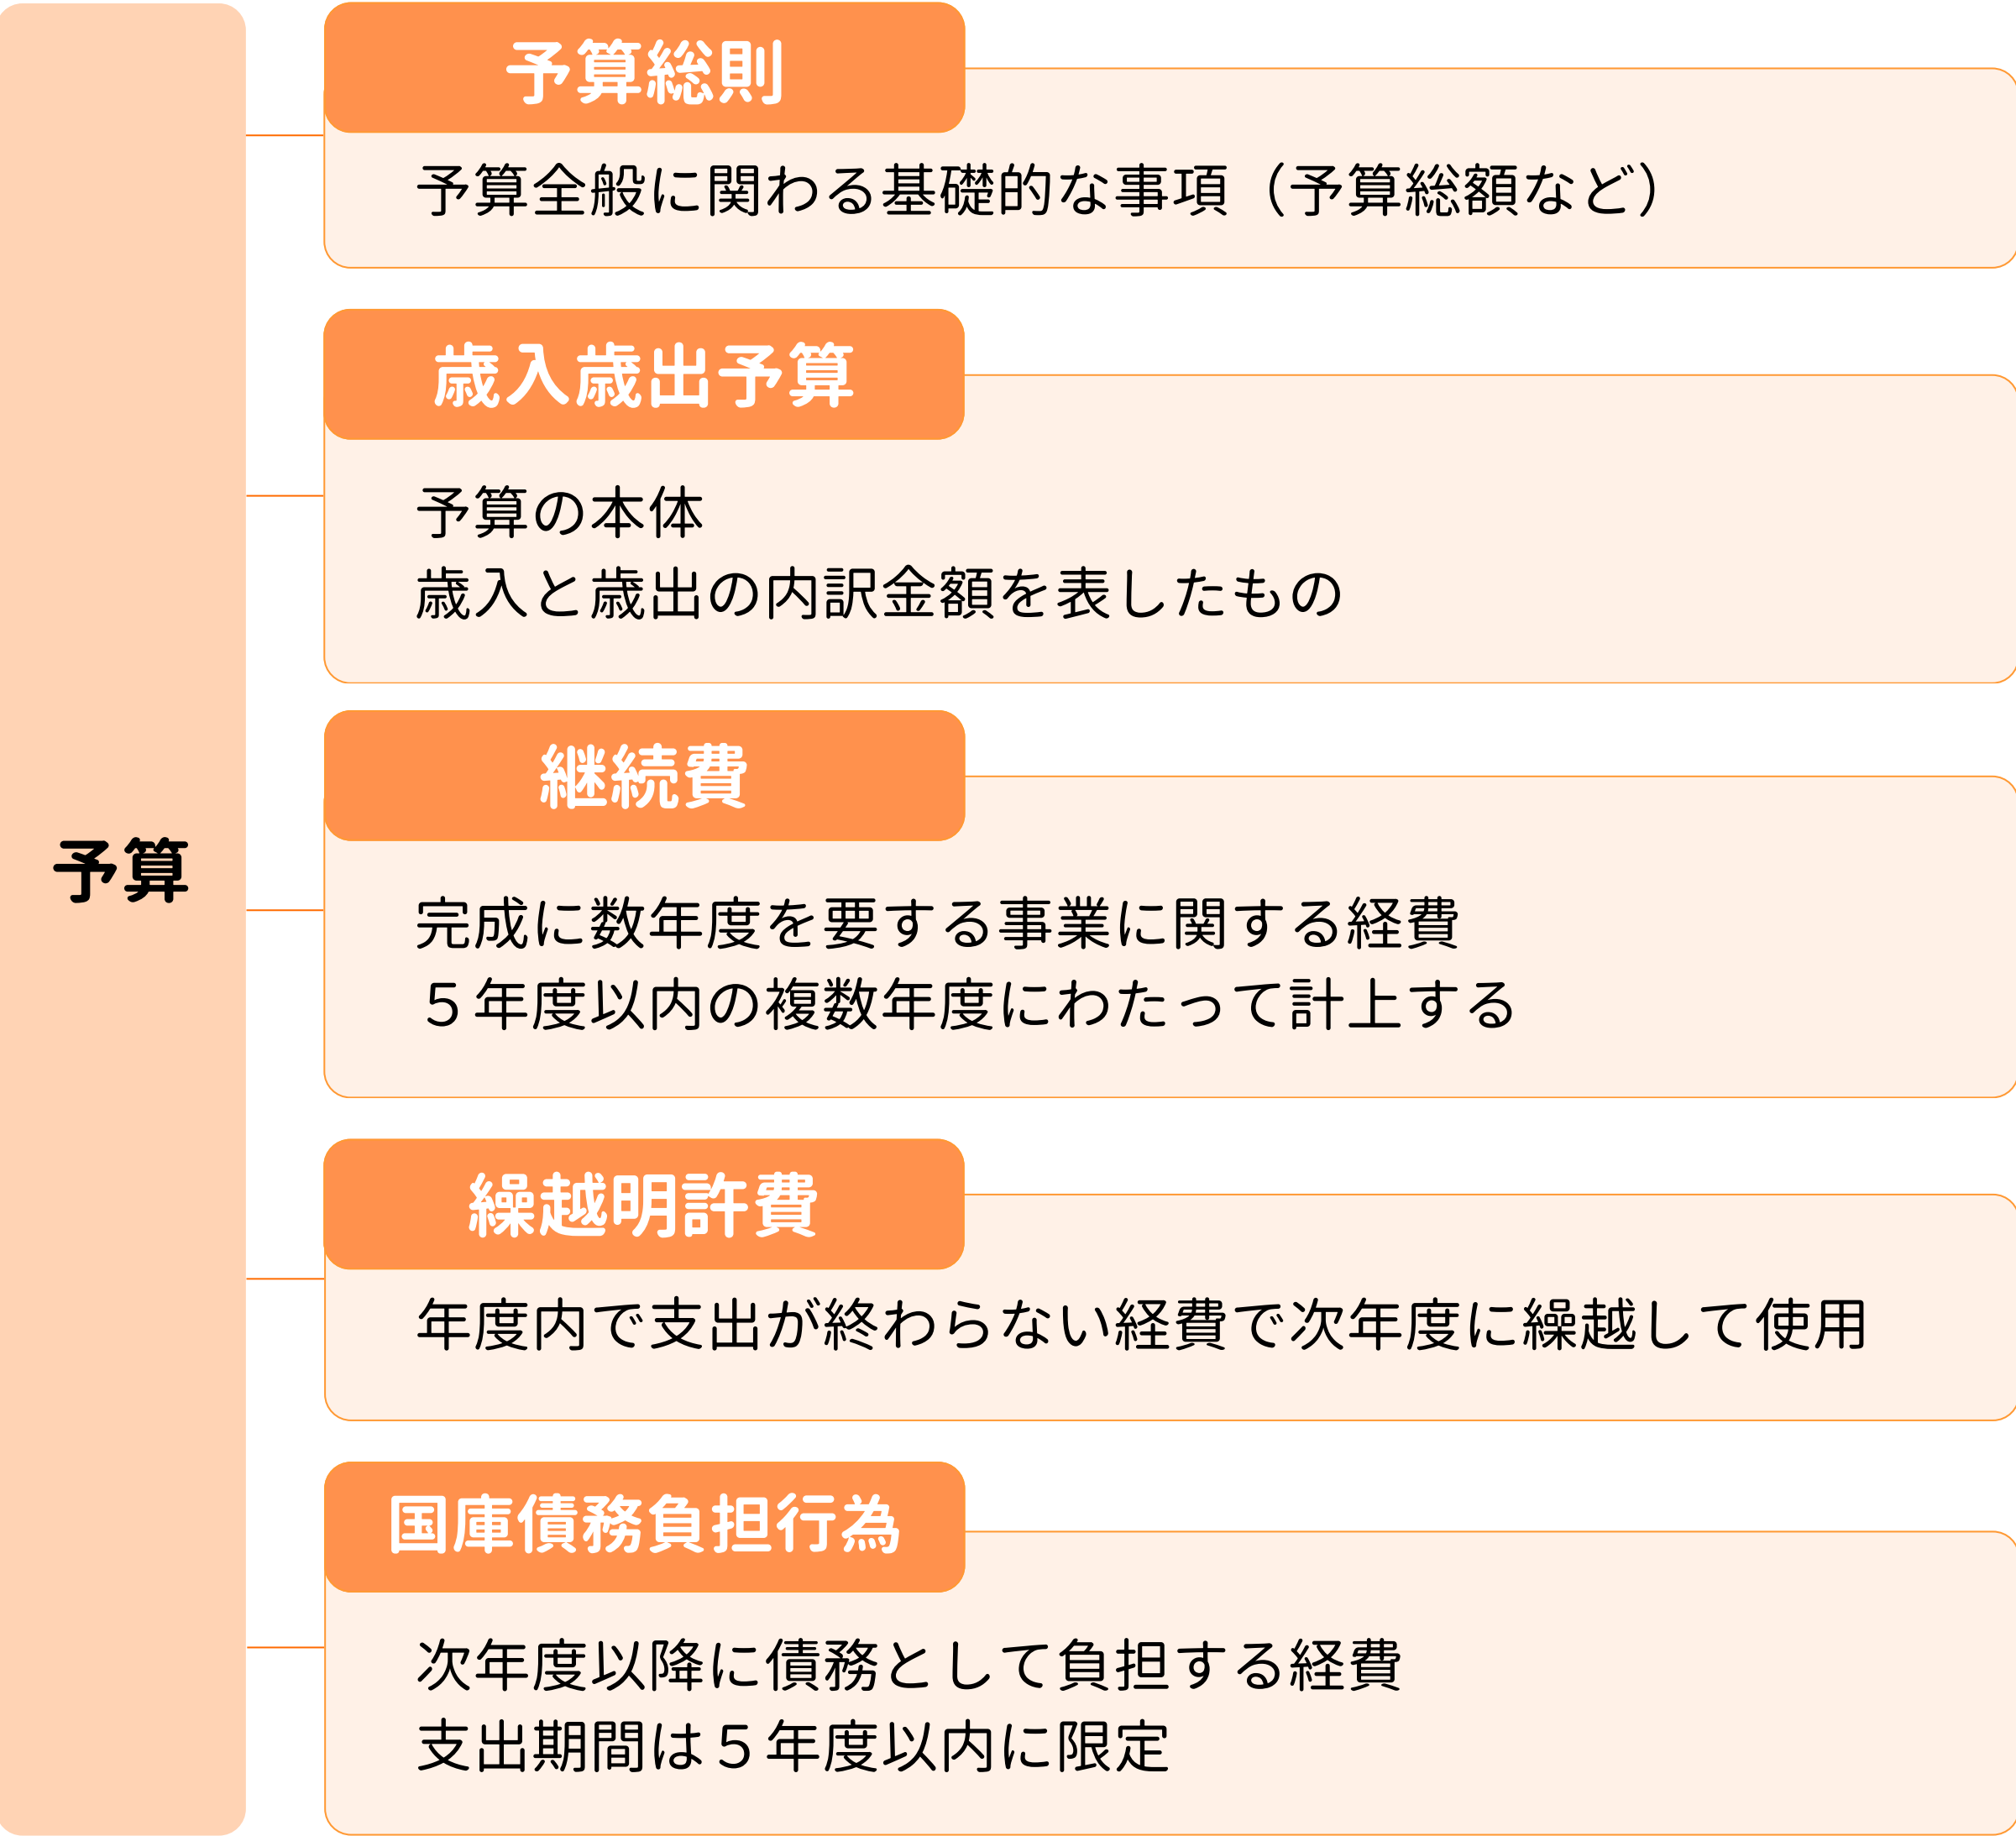 予算
予算総則
予算全般に関わる基本的な事項（予算総額など）
歳入歳出予算
予算の本体
歳入と歳出の内訳金額を表したもの
継続費
完成に数年度に要する事業に関する経費
５年度以内の複数年度にわたって計上する
繰越明許費
年度内で支出が終わらない経費で次年度に繰越して使用
国庫債務負担行為
次年度以降に債務として負担する経費
支出期間は５年度以内に限定